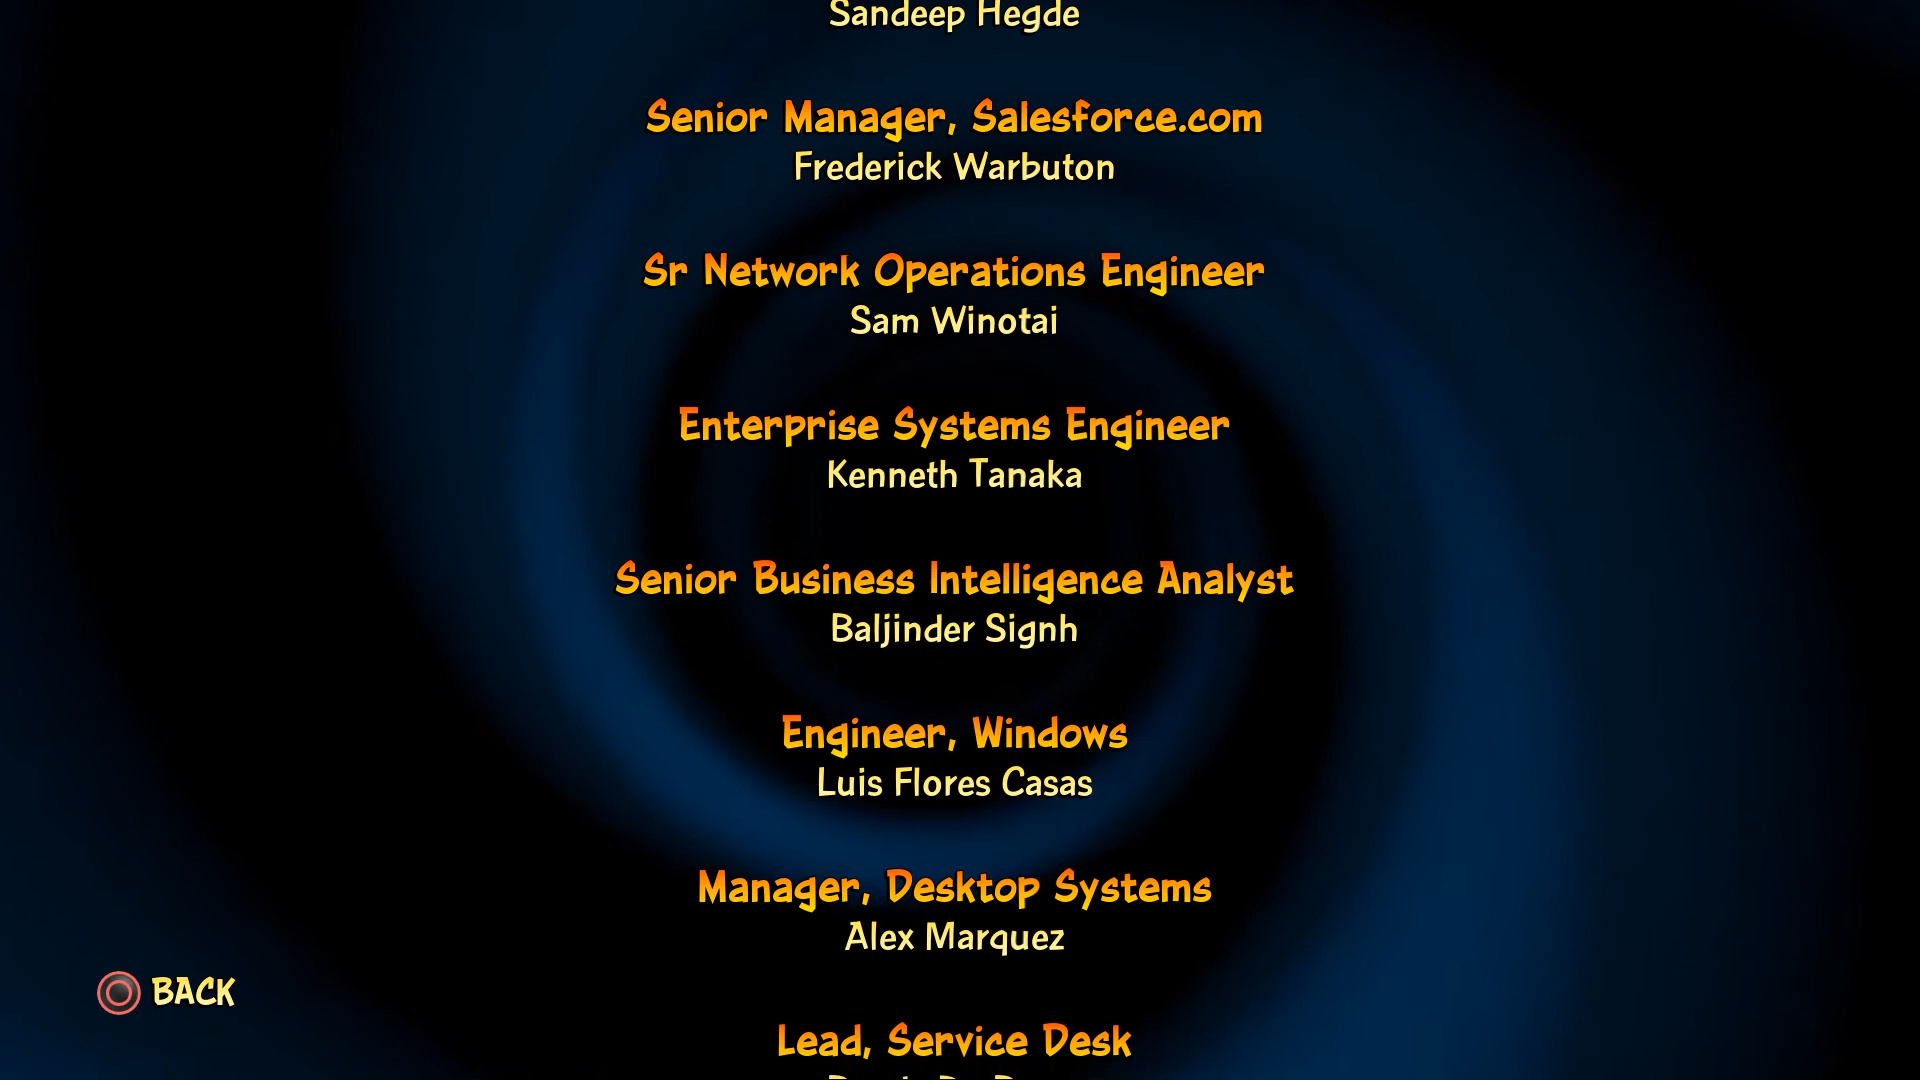 Sandeep Hegde
Senior Manager, Salesforce.com
Frederick Warbuton
Sr Network Operations Engineer
Sam Winotai
Enterprise Systems Engineer
Kenneth Tanaka
Senior Business Intelligence Analyst
Baljinder Signh
Engineer, Windows
Luis Flores Casas
Manager, Desktop Systems
Alex Marquez
BACK
Lead, Service Desk